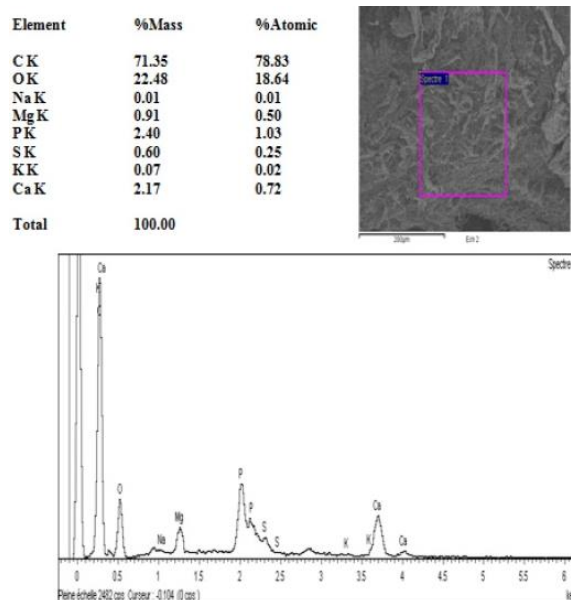 Element %Mass %Atomic
C K 71.35 78.83
O K 22.48 18.64
Na K 0.01 0.01
Mg K 0.91 0.50
P K 2.40 1.03
S K 0.60 0.25
K K 0.07 0.02
Ca K 2.17 0.72
Total 100.00
Spectre 1
200µm Ech 2
Spectre
Ca
K
C
O
Na
Mg
P
P
S
S
K
K
Ca
Ca
0 0.5 1 1.5 2 2.5 3 3.5 4 4.5 5 5.5 6
Pleine échelle 2482 cps Curseur : -0.104 (0 cps)